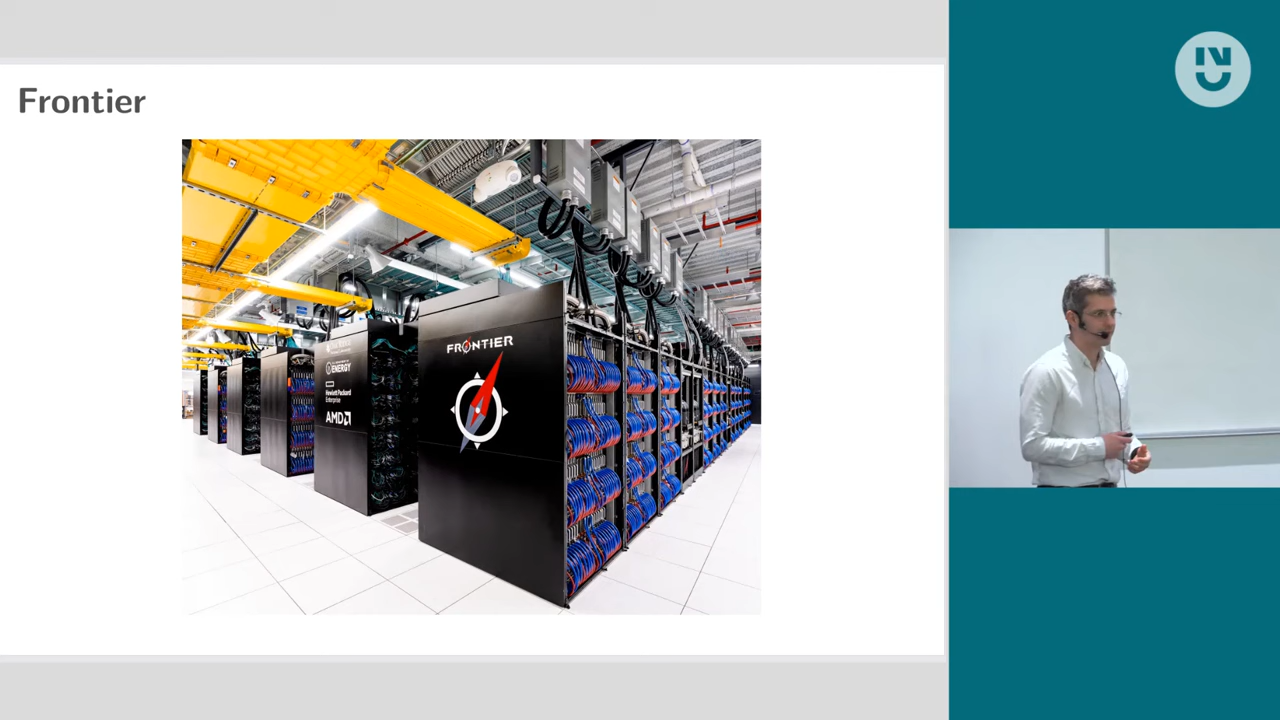 Frontier
FRONTIER
ENERGY
Hewlett Packard
Enterprise
AMD